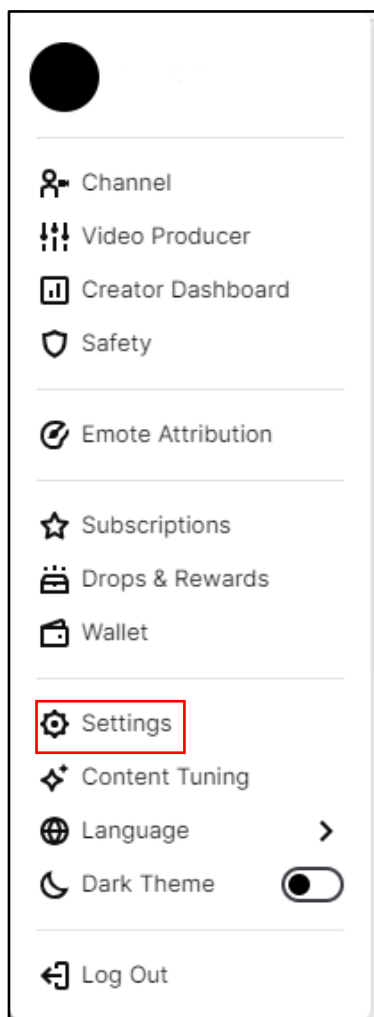 Channel
Video Producer
Creator Dashboard
Safety
Emote Attribution
Subscriptions
Drops & Rewards
Wallet
Settings
Content Tuning
Language
Dark Theme
Log Out